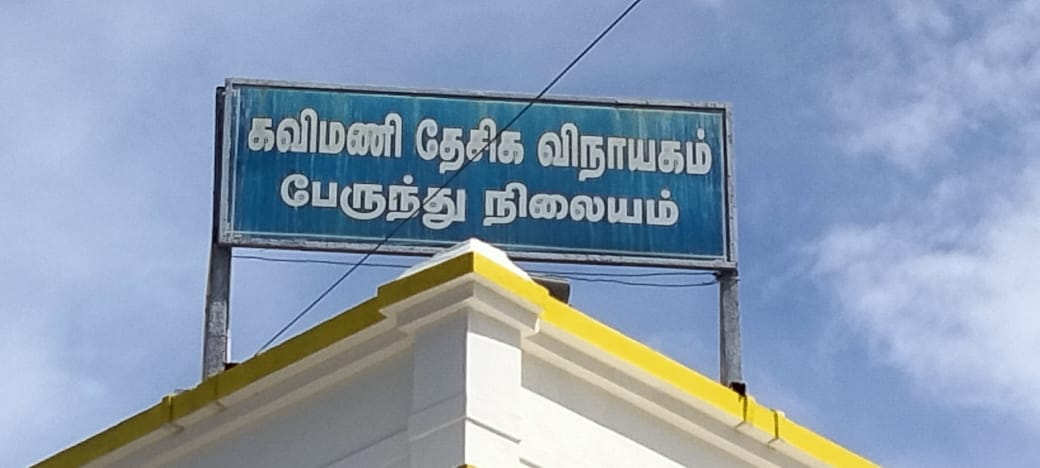 கவிமணி தேசிக விநாயகம்
பேருந்து நிலையம்